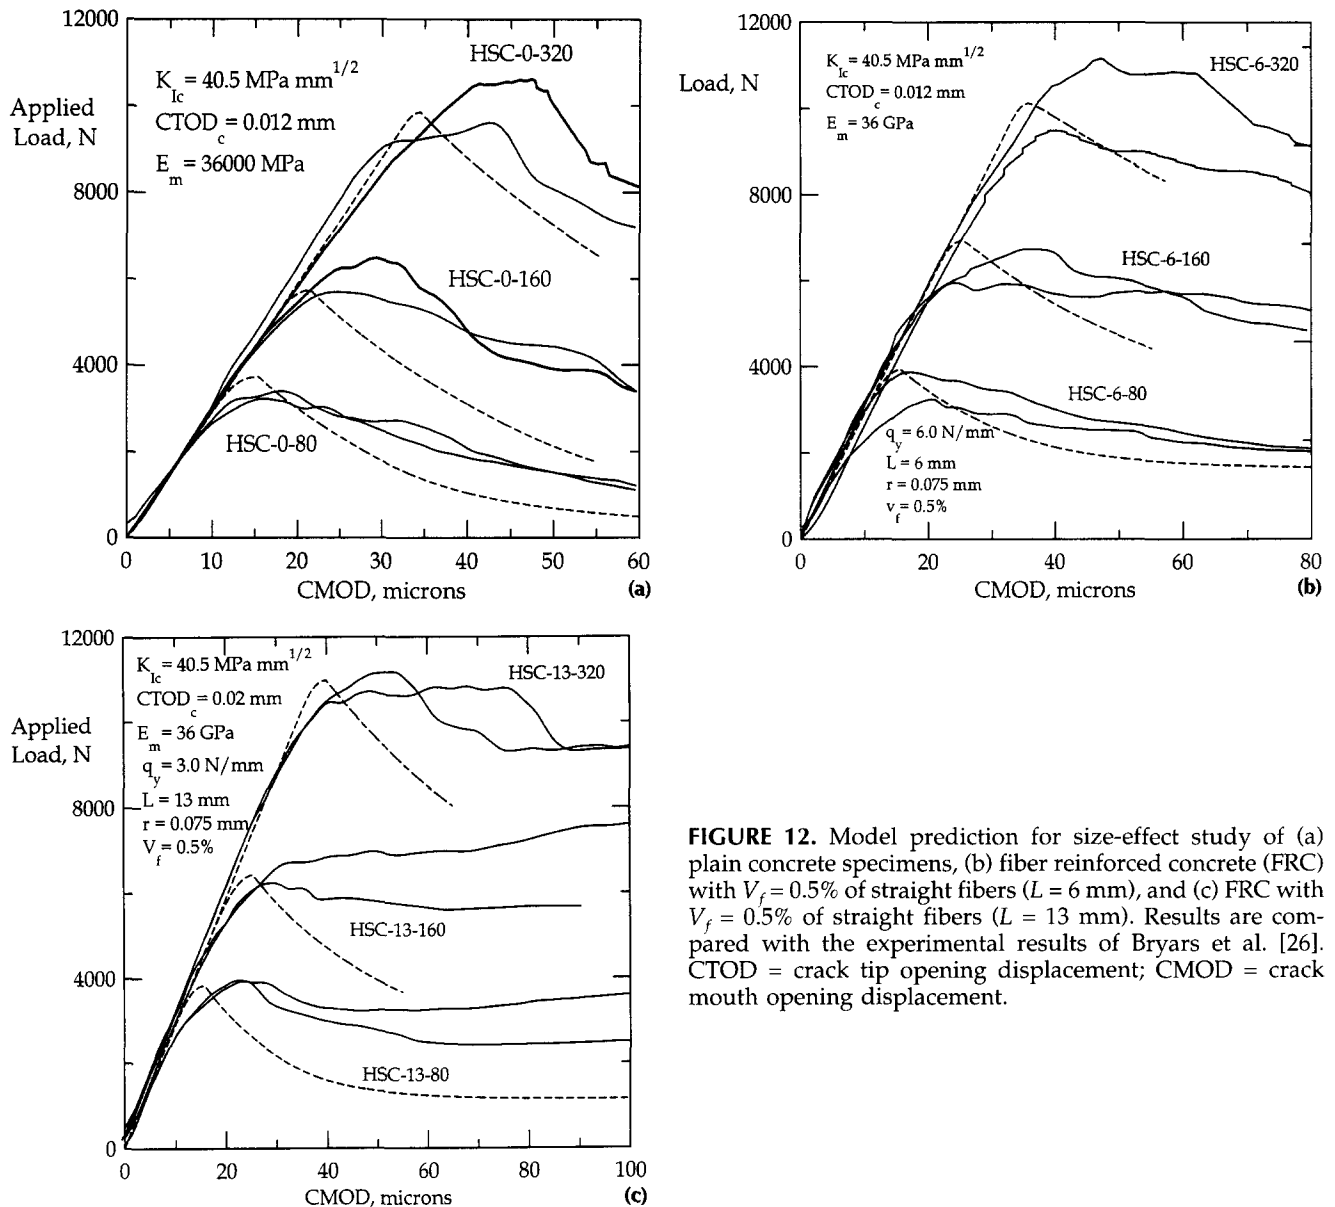 12000
Applied
Load, N
8000
4000
0
K_Ic = 40.5 MPa mm^1/2
CTOD_c = 0.012 mm
E_m = 36000 MPa
HSC-0-320
HSC-0-160
HSC-0-80
0 10 20 30 40 50 60
CMOD, microns
(a)
12000
Load, N
8000
4000
0
K_Ic = 40.5 MPa mm^1/2
CTOD_c = 0.012 mm
E_m = 36 GPa
HSC-6-320
HSC-6-160
HSC-6-80
q_y = 6.0 N/mm
L = 6 mm
r = 0.075 mm
v_f = 0.5%
0 20 40 60 80
CMOD, microns
(b)
12000
Applied
Load, N
8000
4000
0
K_Ic = 40.5 MPa mm^1/2
CTOD_c = 0.02 mm
E_m = 36 GPa
q_y = 3.0 N/mm
L = 13 mm
r = 0.075 mm
V_f = 0.5%
HSC-13-320
HSC-13-160
HSC-13-80
0 20 40 60 80 100
CMOD, microns
(c)
FIGURE 12. Model prediction for size-effect study of (a)
plain concrete specimens, (b) fiber reinforced concrete (FRC)
with V_f = 0.5% of straight fibers (L = 6 mm), and (c) FRC with
V_f = 0.5% of straight fibers (L = 13 mm). Results are com-
pared with the experimental results of Bryars et al. [26].
CTOD = crack tip opening displacement; CMOD = crack
mouth opening displacement.